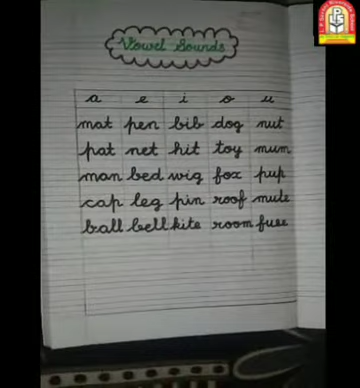 Vowel Sounds
a e i o u
mat pen bib dog nut
pat net hit toy mum
man bed wig fox pup
cap leg pin roof mute
ball bell kite room fuse